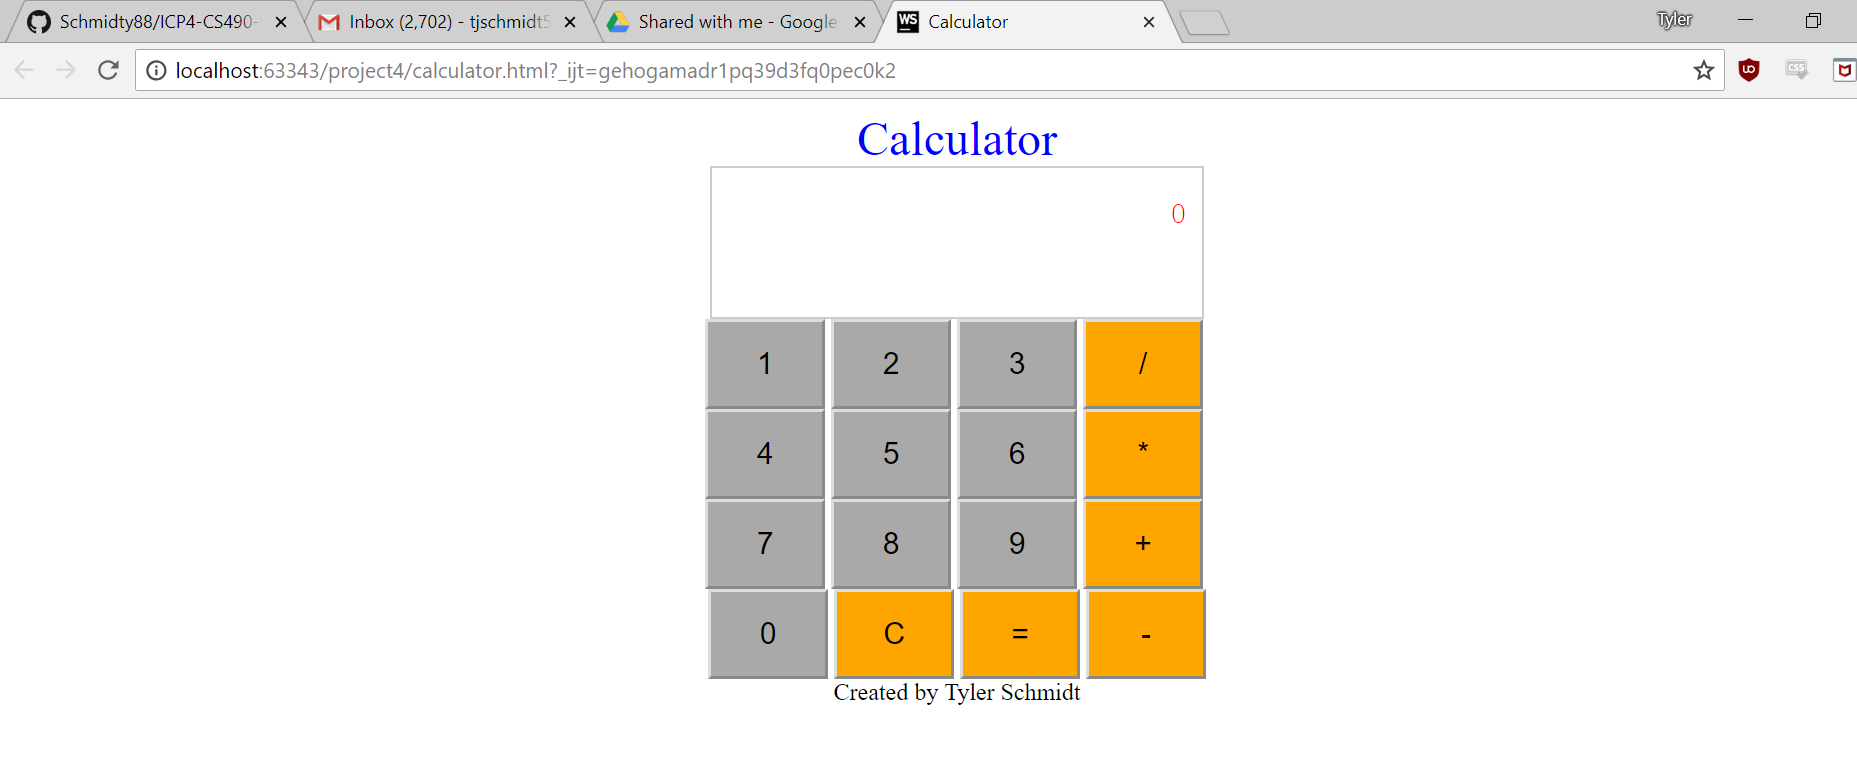 Schmidty88/ICP4-CS490- Inbox (2,702) - tjschmidt5 Shared with me - Google WS Calculator Tyler
localhost:63343/project4/calculator.html?_ijt=gehogamadr1pq39d3fq0pec0k2 CSS
Calculator
0
1 2 3 /
4 5 6 *
7 8 9 +
0 C = -
Created by Tyler Schmidt